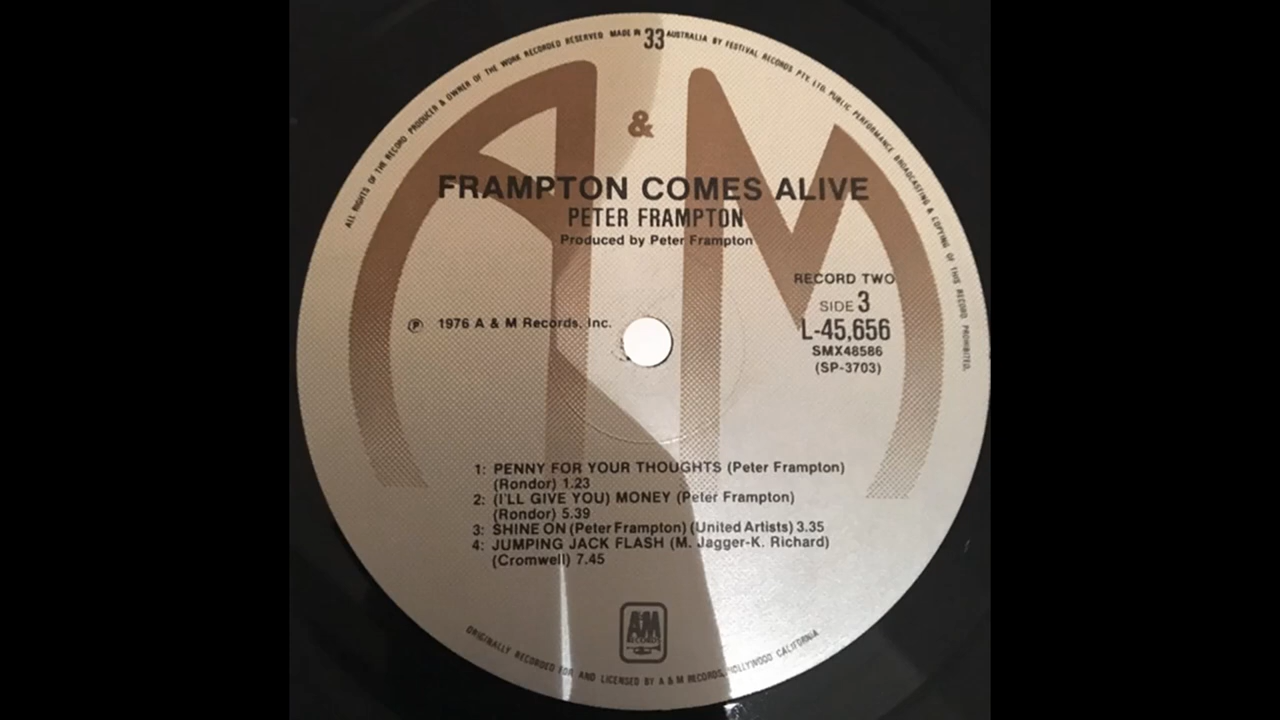 ALL RIGHTS OF THE RECORD PRODUCER & OWNER OF THE WORK RECORDED RESERVED MADE IN AUSTRALIA BY FESTIVAL RECORDS PTY. LTD. PUBLIC PERFORMANCE BROADCASTING & COPYING OF THIS RECORD PROHIBITED.
33
A & M
FRAMPTON COMES ALIVE
PETER FRAMPTON
Produced by Peter Frampton
RECORD TWO
SIDE 3
Ⓟ 1976 A & M Records, Inc.
L-45,656
SMX48586
(SP-3703)
1: PENNY FOR YOUR THOUGHTS (Peter Frampton)
(Rondor) 1.23
2: (I'LL GIVE YOU) MONEY (Peter Frampton)
(Rondor) 5.39
3: SHINE ON (Peter Frampton) (United Artists) 3.35
4: JUMPING JACK FLASH (M. Jagger-K. Richard)
(Cromwell) 7.45
A&M
RECORDS
ORIGINALLY RECORDED FOR AND LICENSED BY A & M RECORDS, HOLLYWOOD CALIFORNIA